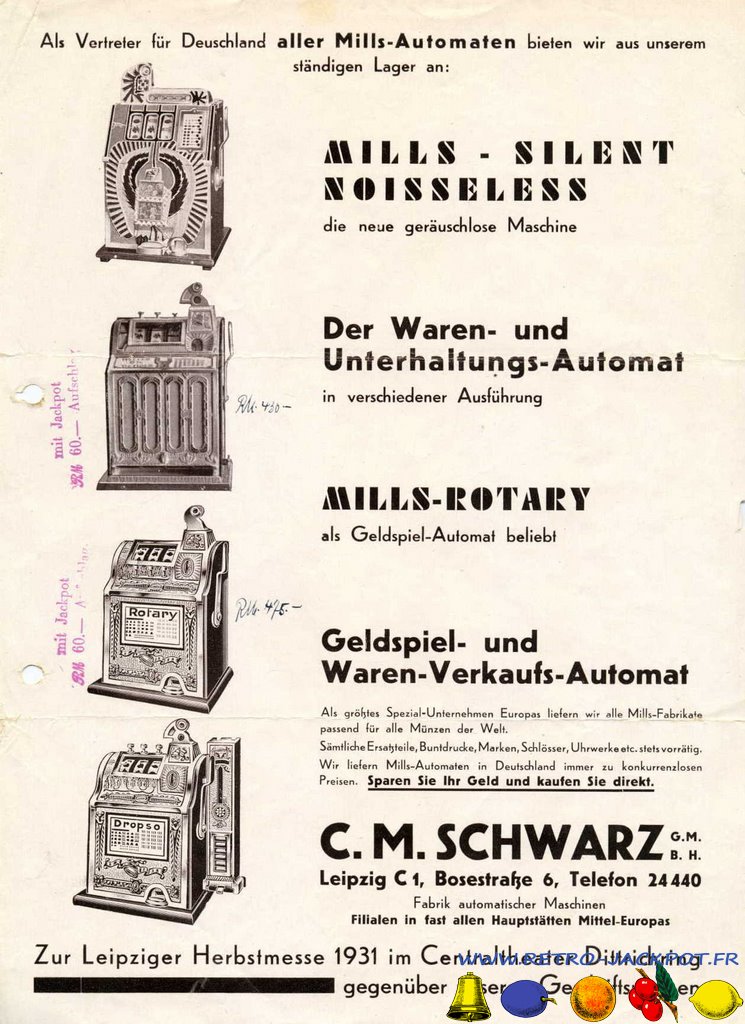 Als Vertreter für Deuschland aller Mills-Automaten bieten wir aus unserem
ständigen Lager an:
MILLS - SILENT
NOISSELESS
die neue geräuschlose Maschine
Der Waren- und
Unterhaltungs-Automat
in verschiedener Ausführung
mit Jackpot
RM 60.— Aufschlag
RM. 430.—
MILLS-ROTARY
als Geldspiel-Automat beliebt
mit Jackpot
RM 60.—
RM. 475.—
Rotary
Geldspiel- und
Waren-Verkaufs-Automat
Als größtes Spezial-Unternehmen Europas liefern wir alle Mills-Fabrikate
passend für alle Münzen der Welt.
Sämtliche Ersatzteile, Buntdrucke, Marken, Schlösser, Uhrwerke etc. stets vorrätig.
Wir liefern Mills-Automaten in Deutschland immer zu konkurrenzlosen
Preisen. Sparen Sie Ihr Geld und kaufen Sie direkt.
Dropso
C. M. SCHWARZ G.M.
B. H.
Leipzig C 1, Bosestraße 6, Telefon 24 440
Fabrik automatischer Maschinen
Filialen in fast allen Hauptstätten Mittel-Europas
Zur Leipziger Herbstmesse 1931 im Centraltheater Dittrichring
WWW.RETRO-JACKPOT.FR
gegenüber